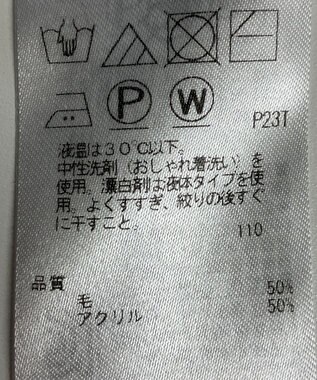 P W
P23T
液温は30℃以下。
中性洗剤（おしゃれ着洗い）を
使用。漂白剤は液体タイプを使
用。よくすすぎ、絞りの後すぐ
に干すこと。
110
品質
毛 50%
アクリル 50%